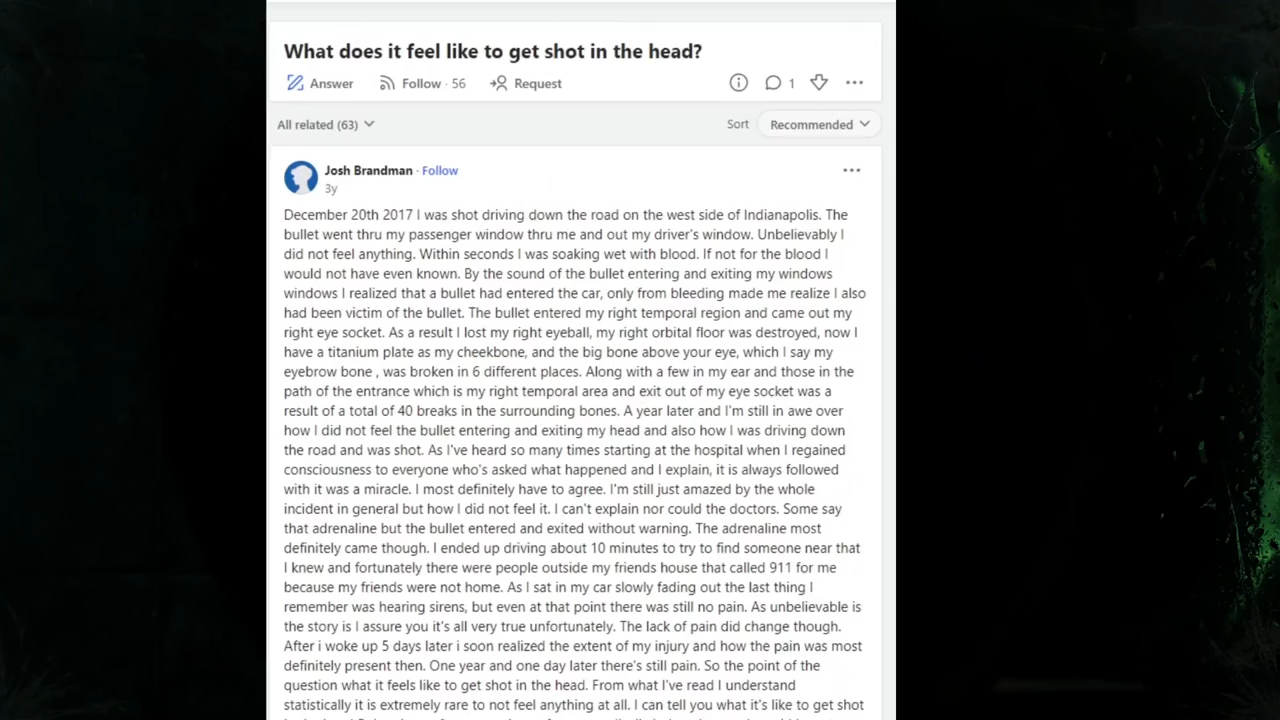 What does it feel like to get shot in the head?
Answer Follow · 56 Request 1
All related (63) Sort Recommended
Josh Brandman · Follow
3y
December 20th 2017 I was shot driving down the road on the west side of Indianapolis. The
bullet went thru my passenger window thru me and out my driver's window. Unbelievably I
did not feel anything. Within seconds I was soaking wet with blood. If not for the blood I
would not have even known. By the sound of the bullet entering and exiting my windows
windows I realized that a bullet had entered the car, only from bleeding made me realize I also
had been victim of the bullet. The bullet entered my right temporal region and came out my
right eye socket. As a result I lost my right eyeball, my right orbital floor was destroyed, now I
have a titanium plate as my cheekbone, and the big bone above your eye, which I say my
eyebrow bone , was broken in 6 different places. Along with a few in my ear and those in the
path of the entrance which is my right temporal area and exit out of my eye socket was a
result of a total of 40 breaks in the surrounding bones. A year later and I'm still in awe over
how I did not feel the bullet entering and exiting my head and also how I was driving down
the road and was shot. As I've heard so many times starting at the hospital when I regained
consciousness to everyone who's asked what happened and I explain, it is always followed
with it was a miracle. I most definitely have to agree. I'm still just amazed by the whole
incident in general but how I did not feel it. I can't explain nor could the doctors. Some say
that adrenaline but the bullet entered and exited without warning. The adrenaline most
definitely came though. I ended up driving about 10 minutes to try to find someone near that
I knew and fortunately there were people outside my friends house that called 911 for me
because my friends were not home. As I sat in my car slowly fading out the last thing I
remember was hearing sirens, but even at that point there was still no pain. As unbelievable is
the story is I assure you it's all very true unfortunately. The lack of pain did change though.
After i woke up 5 days later i soon realized the extent of my injury and how the pain was most
definitely present then. One year and one day later there's still pain. So the point of the
question what it feels like to get shot in the head. From what I've read I understand
statistically it is extremely rare to not feel anything at all. I can tell you what it's like to get shot